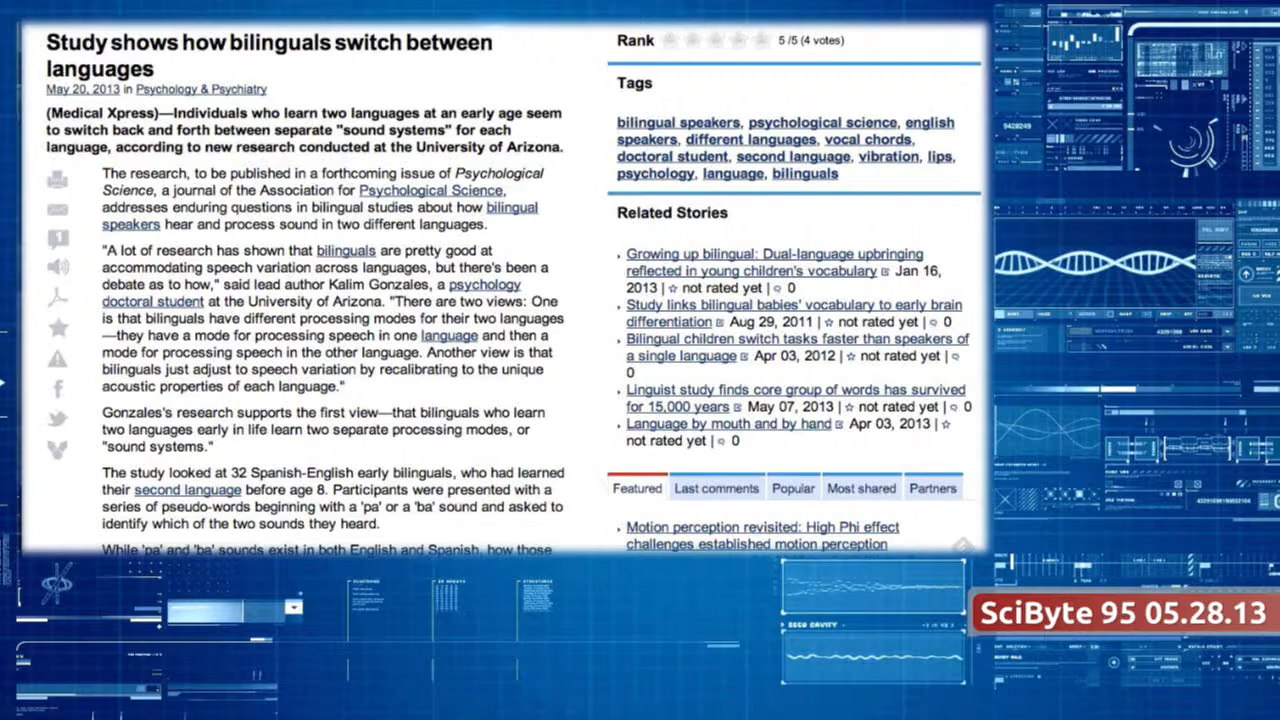 Study shows how bilinguals switch between
languages
May 20, 2013 in Psychology & Psychiatry
(Medical Xpress)—Individuals who learn two languages at an early age seem
to switch back and forth between separate "sound systems" for each
language, according to new research conducted at the University of Arizona.
The research, to be published in a forthcoming issue of Psychological
Science, a journal of the Association for Psychological Science,
addresses enduring questions in bilingual studies about how bilingual
speakers hear and process sound in two different languages.
"A lot of research has shown that bilinguals are pretty good at
accommodating speech variation across languages, but there's been a
debate as to how," said lead author Kalim Gonzales, a psychology
doctoral student at the University of Arizona. "There are two views: One
is that bilinguals have different processing modes for their two languages
—they have a mode for processing speech in one language and then a
mode for processing speech in the other language. Another view is that
bilinguals just adjust to speech variation by recalibrating to the unique
acoustic properties of each language."
Gonzales's research supports the first view—that bilinguals who learn
two languages early in life learn two separate processing modes, or
"sound systems."
The study looked at 32 Spanish-English early bilinguals, who had learned
their second language before age 8. Participants were presented with a
series of pseudo-words beginning with a 'pa' or a 'ba' sound and asked to
identify which of the two sounds they heard.
While 'pa' and 'ba' sounds exist in both English and Spanish, how those
Rank 5 /5 (4 votes)
Tags
bilingual speakers, psychological science, english
speakers, different languages, vocal chords,
doctoral student, second language, vibration, lips,
psychology, language, bilinguals
Related Stories
Growing up bilingual: Dual-language upbringing
reflected in young children's vocabulary Jan 16,
2013 | not rated yet | 0
Study links bilingual babies' vocabulary to early brain
differentiation Aug 29, 2011 | not rated yet | 0
Bilingual children switch tasks faster than speakers of
a single language Apr 03, 2012 | not rated yet |
0
Linguist study finds core group of words has survived
for 15,000 years May 07, 2013 | not rated yet | 0
Language by mouth and by hand Apr 03, 2013 |
not rated yet | 0
Featured Last comments Popular Most shared Partners
Motion perception revisited: High Phi effect
challenges established motion perception
SciByte 95 05.28.13